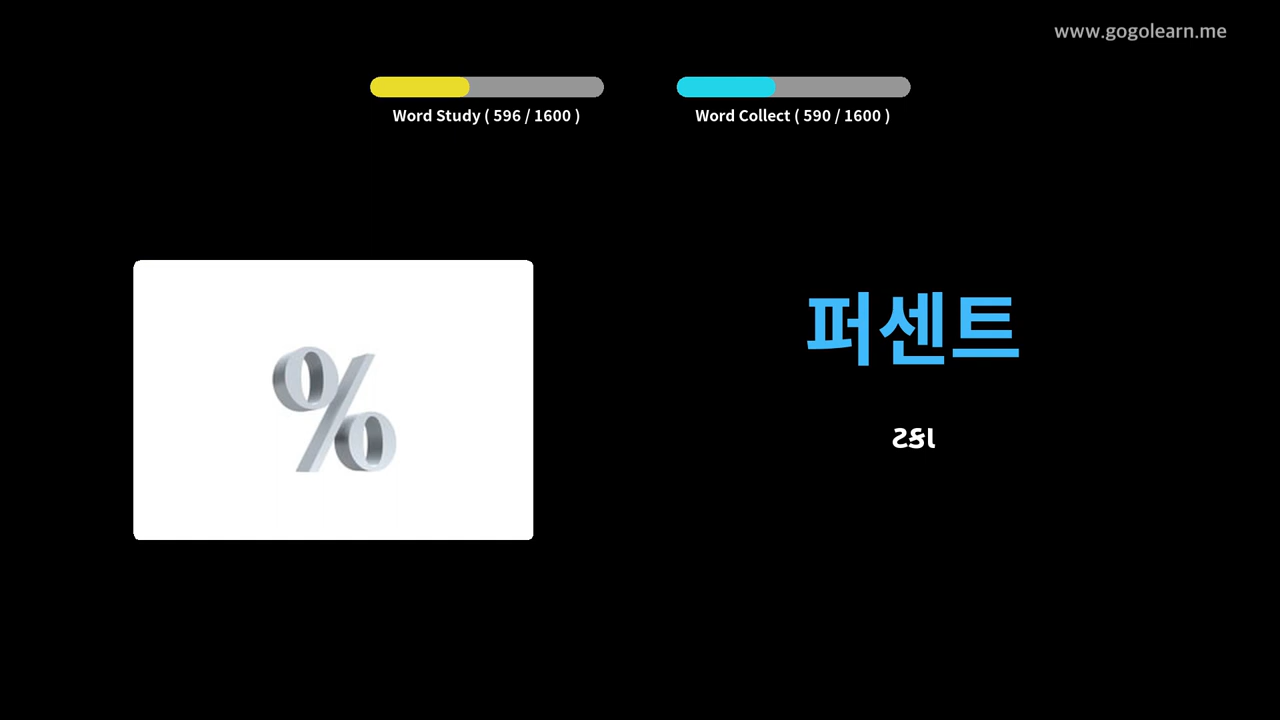 www.gogolearn.me
Word Study ( 596 / 1600 )
Word Collect ( 590 / 1600 )
%
퍼센트
ટકા